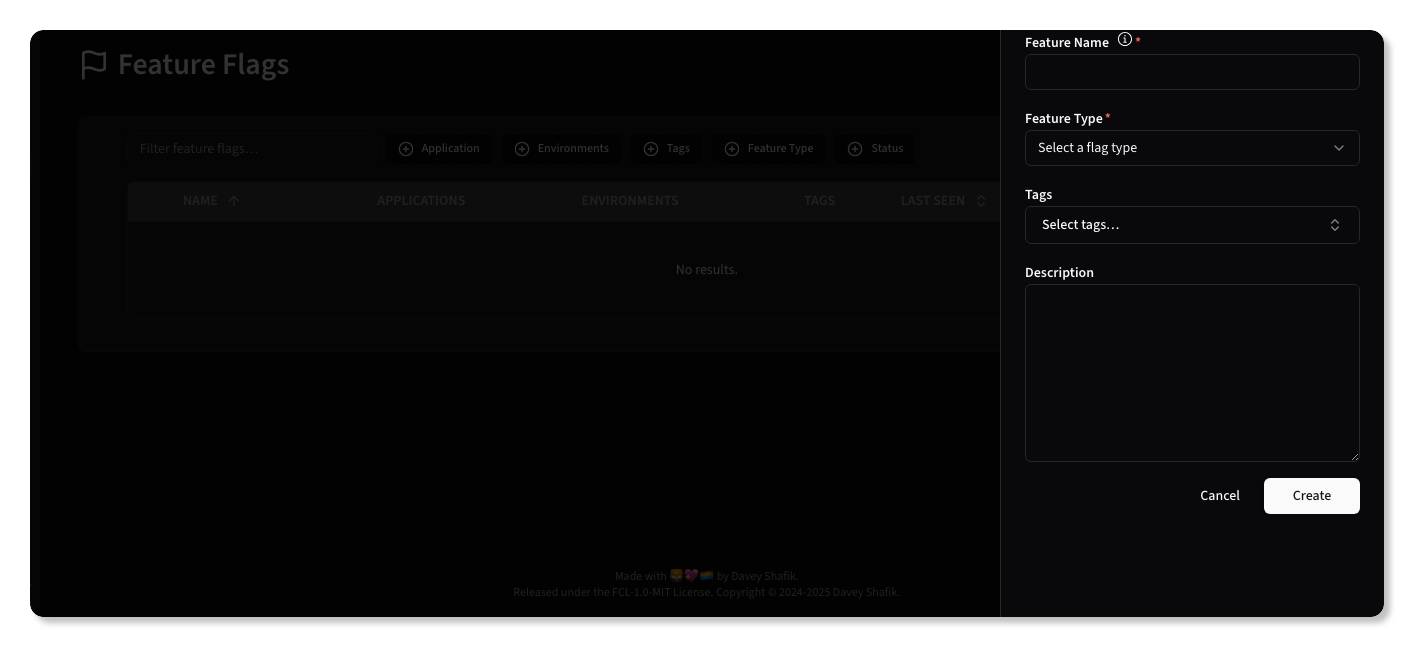 Feature Flags
Filter feature flags...
Application
Environments
Tags
Feature Type
Status
NAME
APPLICATIONS
ENVIRONMENTS
TAGS
LAST SEEN
No results.
Made with 🦁💖🏳️‍🌈 by Davey Shafik.
Released under the FCL-1.0-MIT License. Copyright © 2024-2025 Davey Shafik.
Feature Name *
Feature Type *
Select a flag type
Tags
Select tags...
Description
Cancel
Create